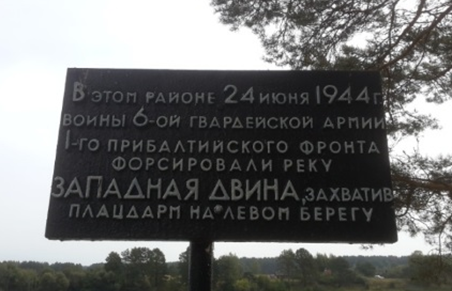 В ЭТОМ РАЙОНЕ 24 ИЮНЯ 1944 Г
ВОИНЫ 6-ОЙ ГВАРДЕЙСКОЙ АРМИИ
1-ГО ПРИБАЛТИЙСКОГО ФРОНТА
ФОРСИРОВАЛИ РЕКУ
ЗАПАДНАЯ ДВИНА, ЗАХВАТИВ
ПЛАЦДАРМ НА ЛЕВОМ БЕРЕГУ